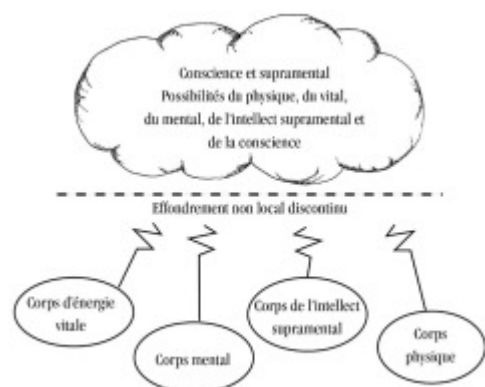 Conscience et supramental
Possibilités du physique, du vital,
du mental, de l'intellect supramental et
de la conscience
Effondrement non local discontinu
Corps d'énergie
vitale
Corps mental
Corps de l'intellect
supramental
Corps
physique